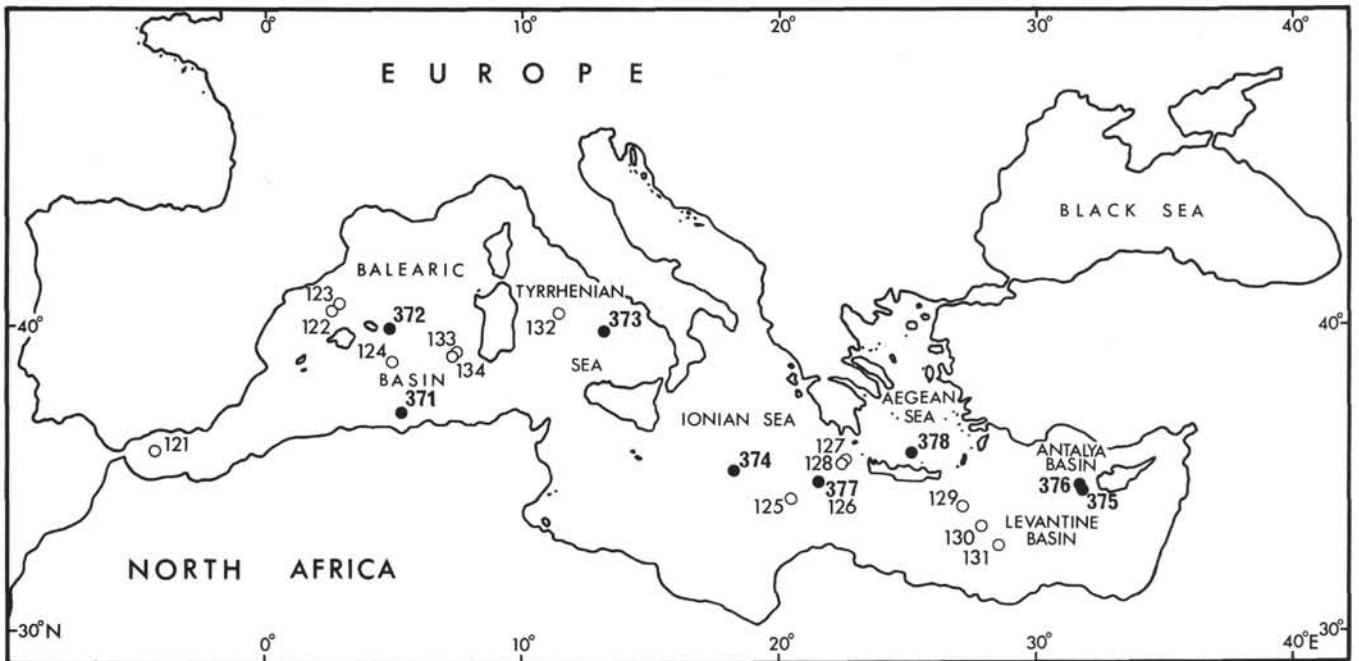 0° 10° 20° 30° 40°
E U R O P E
BLACK SEA
BALEARIC
TYRRHENIAN
123
122
372
132
373
40°
40°
133
124
134
BASIN
SEA
371
AEGEAN
SEA
IONIAN SEA
121
127
128
378
ANTALYA
BASIN
374
377
376
375
125
126
129
LEVANTINE
BASIN
130
131
NORTH AFRICA
30°N
30°
0° 10° 20° 30° 40°E